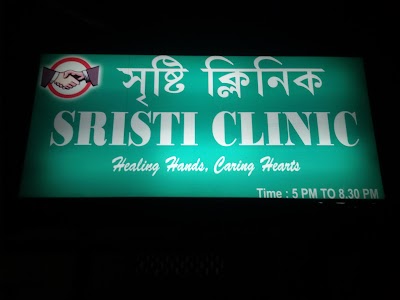 সৃষ্টি ক্লিনিক
SRISTI CLINIC
Healing Hands, Caring Hearts
Time : 5 PM TO 8.30 PM